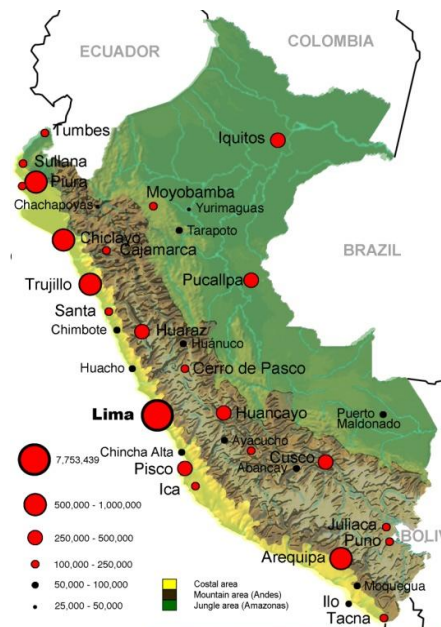 COLOMBIA
ECUADOR
Tumbes
Iquitos
Sullana
Piura
Moyobamba
Chachapoyas
Yurimaguas
Tarapoto
Chiclayo
Cajamarca
BRAZIL
Trujillo
Pucallpa
Santa
Chimbote
Huaraz
Huánuco
Huacho
Cerro de Pasco
Lima
Huancayo
Puerto
Maldonado
Ayacucho
Chincha Alta
Cusco
Abancay
Pisco
Ica
7,753,439
500,000 - 1,000,000
250,000 - 500,000
100,000 - 250,000
50,000 - 100,000
25,000 - 50,000
Juliaca
BOLIV
Puno
Arequipa
Moquegua
Ilo
Tacna
Costal area
Mountain area (Andes)
Jungle area (Amazonas)